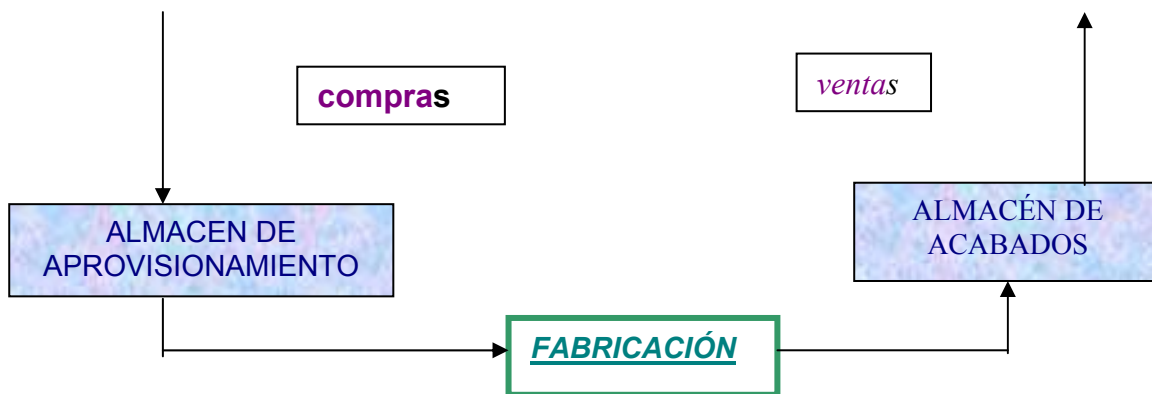 compras
ventas
ALMACEN DE
APROVISIONAMIENTO
ALMACÉN DE
ACABADOS
FABRICACIÓN